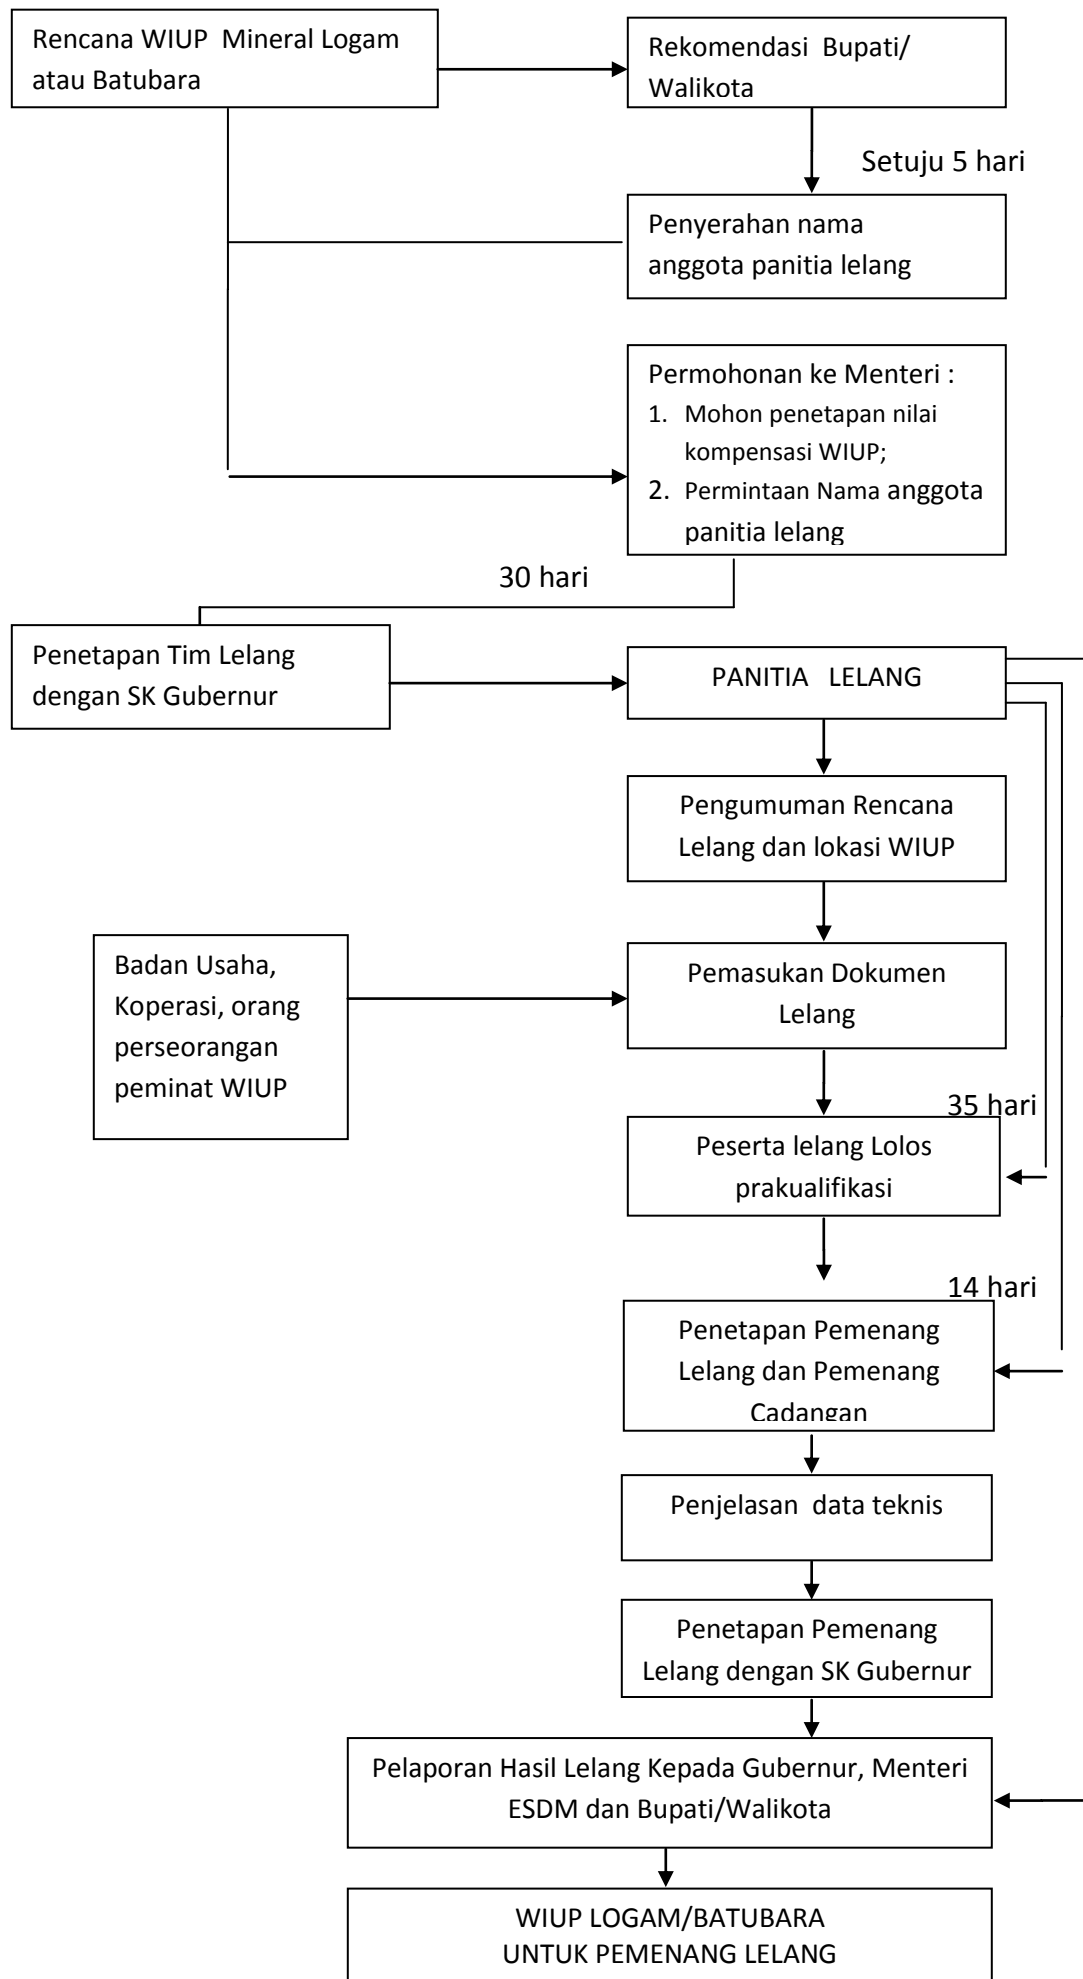 Rencana WIUP Mineral Logam
atau Batubara
Rekomendasi Bupati/
Walikota
Setuju 5 hari
Penyerahan nama
anggota panitia lelang
Permohonan ke Menteri :
1. Mohon penetapan nilai
kompensasi WIUP;
2. Permintaan Nama anggota
panitia lelang
30 hari
Penetapan Tim Lelang
dengan SK Gubernur
PANITIA LELANG
Pengumuman Rencana
Lelang dan lokasi WIUP
Badan Usaha,
Koperasi, orang
perseorangan
peminat WIUP
Pemasukan Dokumen
Lelang
35 hari
Peserta lelang Lolos
prakualifikasi
14 hari
Penetapan Pemenang
Lelang dan Pemenang
Cadangan
Penjelasan data teknis
Penetapan Pemenang
Lelang dengan SK Gubernur
Pelaporan Hasil Lelang Kepada Gubernur, Menteri
ESDM dan Bupati/Walikota
WIUP LOGAM/BATUBARA
UNTUK PEMENANG LELANG